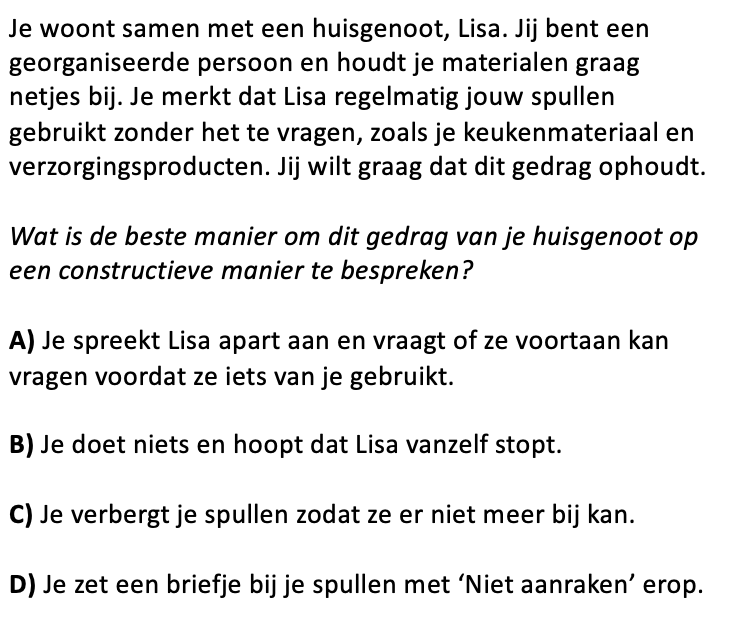 Je woont samen met een huisgenoot, Lisa. Jij bent een
georganiseerde persoon en houdt je materialen graag
netjes bij. Je merkt dat Lisa regelmatig jouw spullen
gebruikt zonder het te vragen, zoals je keukenmateriaal en
verzorgingsproducten. Jij wilt graag dat dit gedrag ophoudt.
Wat is de beste manier om dit gedrag van je huisgenoot op
een constructieve manier te bespreken?
A) Je spreekt Lisa apart aan en vraagt of ze voortaan kan
vragen voordat ze iets van je gebruikt.
B) Je doet niets en hoopt dat Lisa vanzelf stopt.
C) Je verbergt je spullen zodat ze er niet meer bij kan.
D) Je zet een briefje bij je spullen met ‘Niet aanraken’ erop.